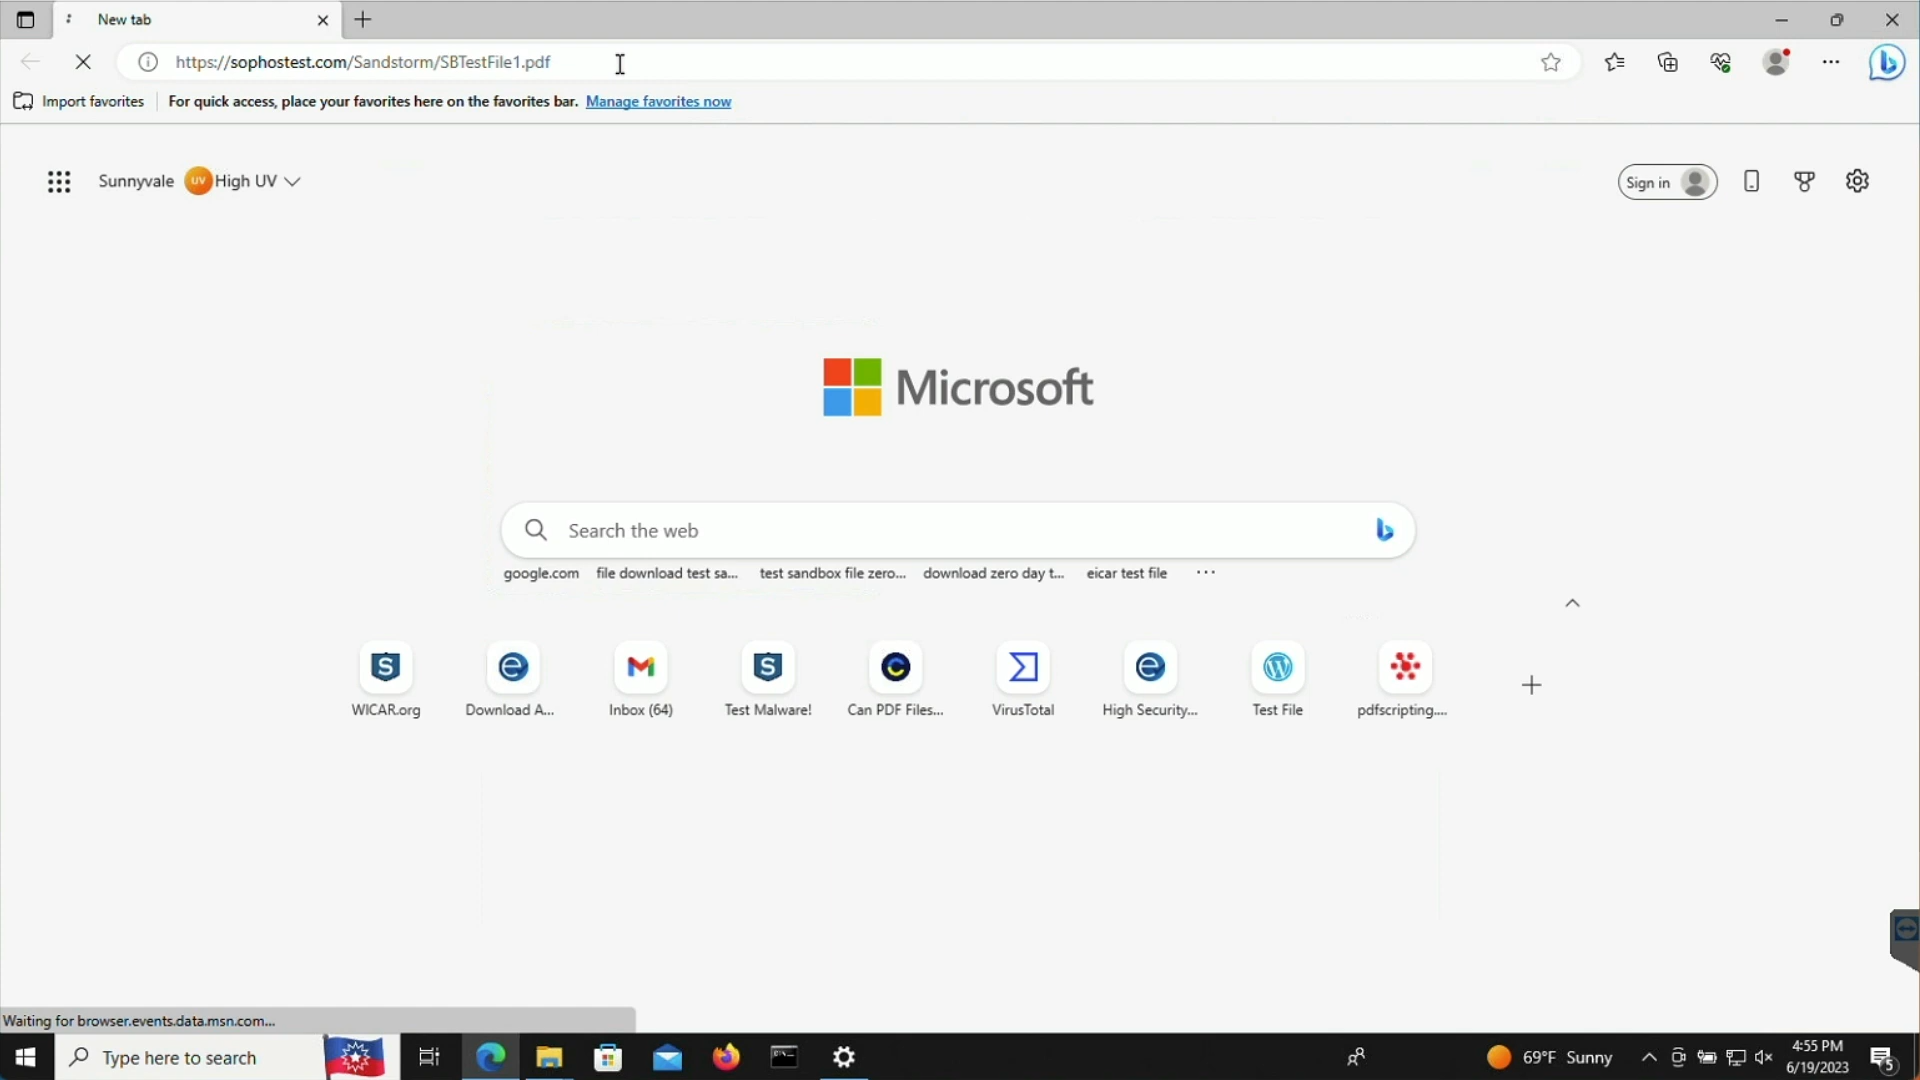 New tab
https://sophostest.com/Sandstorm/SBTestFile1.pdf
Import favorites For quick access, place your favorites here on the favorites bar. Manage favorites now
Sunnyvale UV High UV
Sign in
Microsoft
Search the web
google.com file download test sa... test sandbox file zero... download zero day t... eicar test file ...
WICAR.org Download A... Inbox (64) Test Malware! Can PDF Files... VirusTotal High Security... Test File pdfscripting....
Waiting for browser.events.data.msn.com...
Type here to search
69°F Sunny
4:55 PM
6/19/2023
5